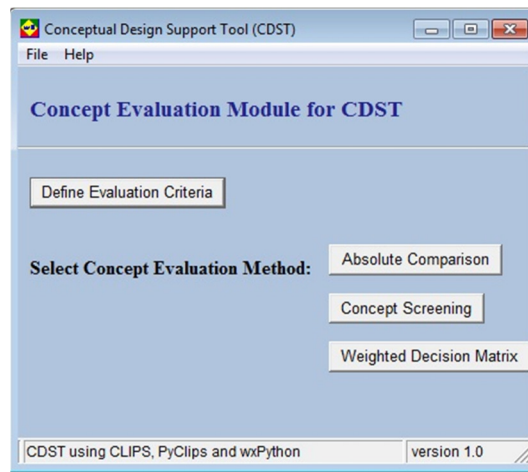 Conceptual Design Support Tool (CDST)
File Help
Concept Evaluation Module for CDST
Define Evaluation Criteria
Select Concept Evaluation Method:
Absolute Comparison
Concept Screening
Weighted Decision Matrix
CDST using CLIPS, PyClips and wxPython
version 1.0